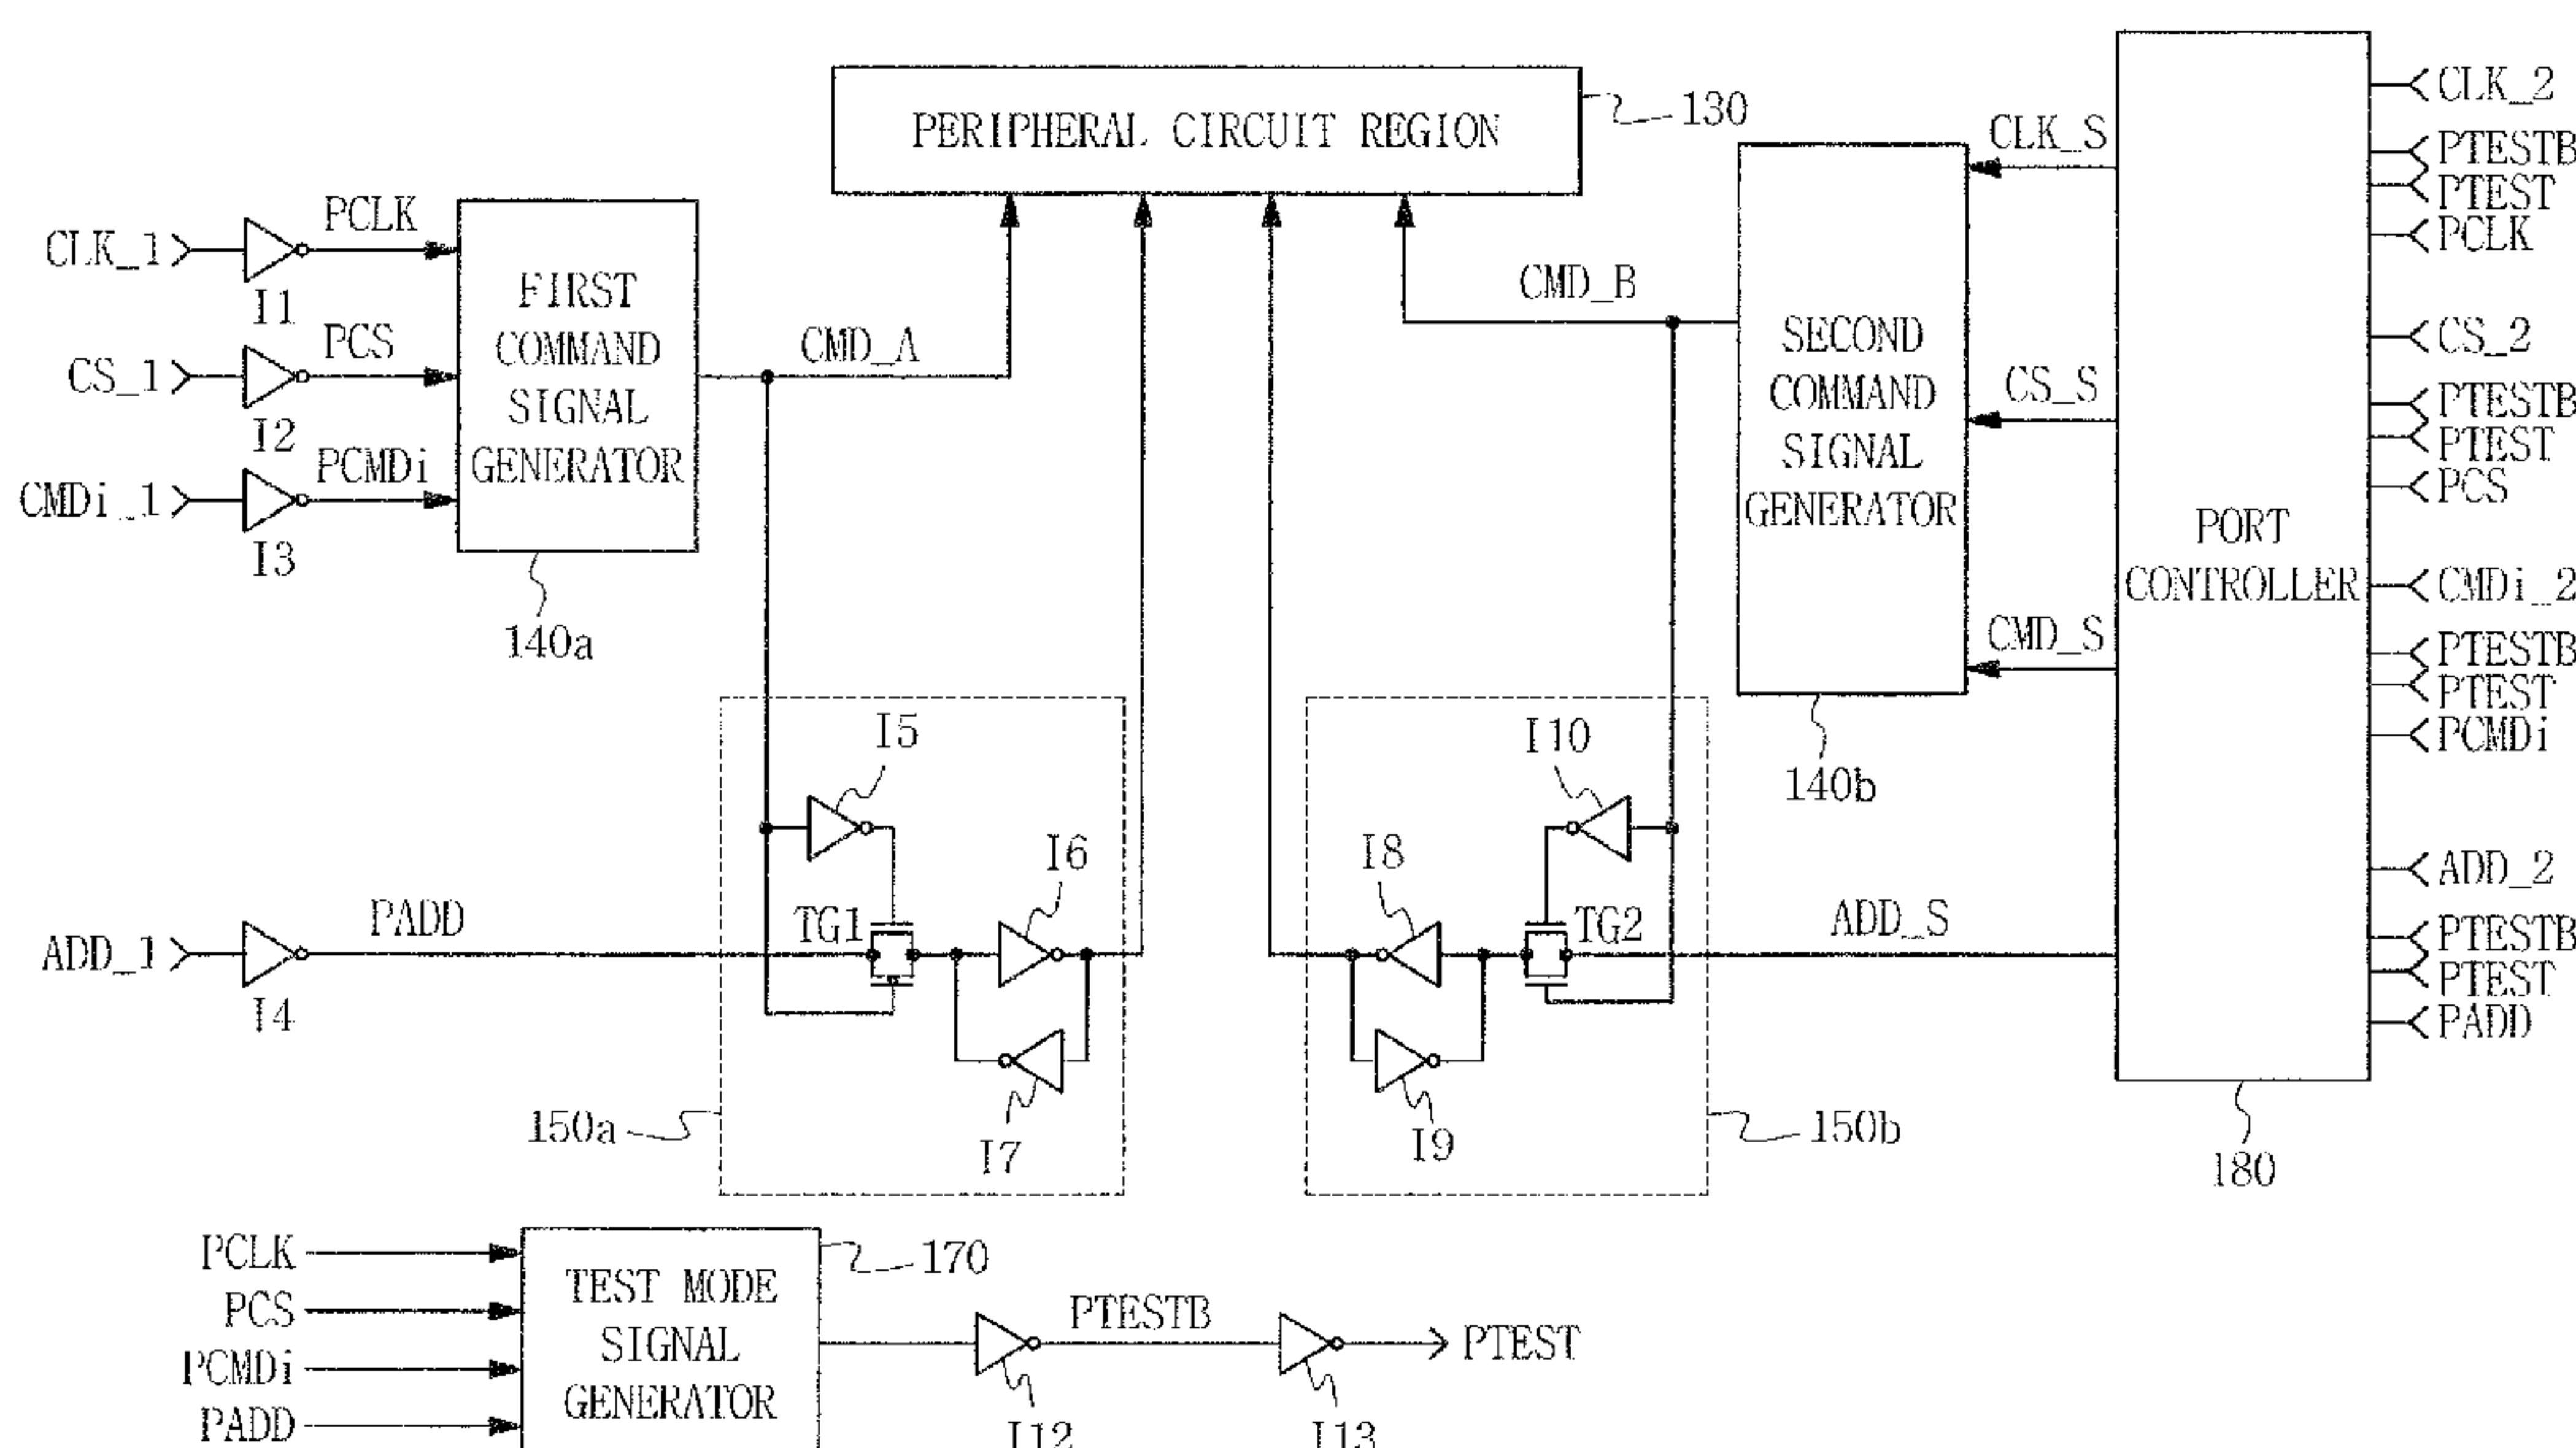 PERIPHERAL CIRCUIT REGION
130
CLK_1
I1
PCLK
CS_1
I2
PCS
CMDi_1
I3
PCMDi
FIRST
COMMAND
SIGNAL
GENERATOR
140a
CMD_A
CMD_B
SECOND
COMMAND
SIGNAL
GENERATOR
140b
CLK_S
CS_S
CMD_S
PORT
CONTROLLER
180
CLK_2
PTESTB
PTEST
PCLK
CS_2
PTESTB
PTEST
PCS
CMDi_2
PTESTB
PTEST
PCMDi
ADD_2
PTESTB
PTEST
PADD
ADD_1
I4
PADD
I5
TG1
I6
I7
150a
I10
I8
TG2
I9
150b
ADD_S
PCLK
PCS
PCMDi
PADD
TEST MODE
SIGNAL
GENERATOR
170
PTESTB
PTEST
I12
I13